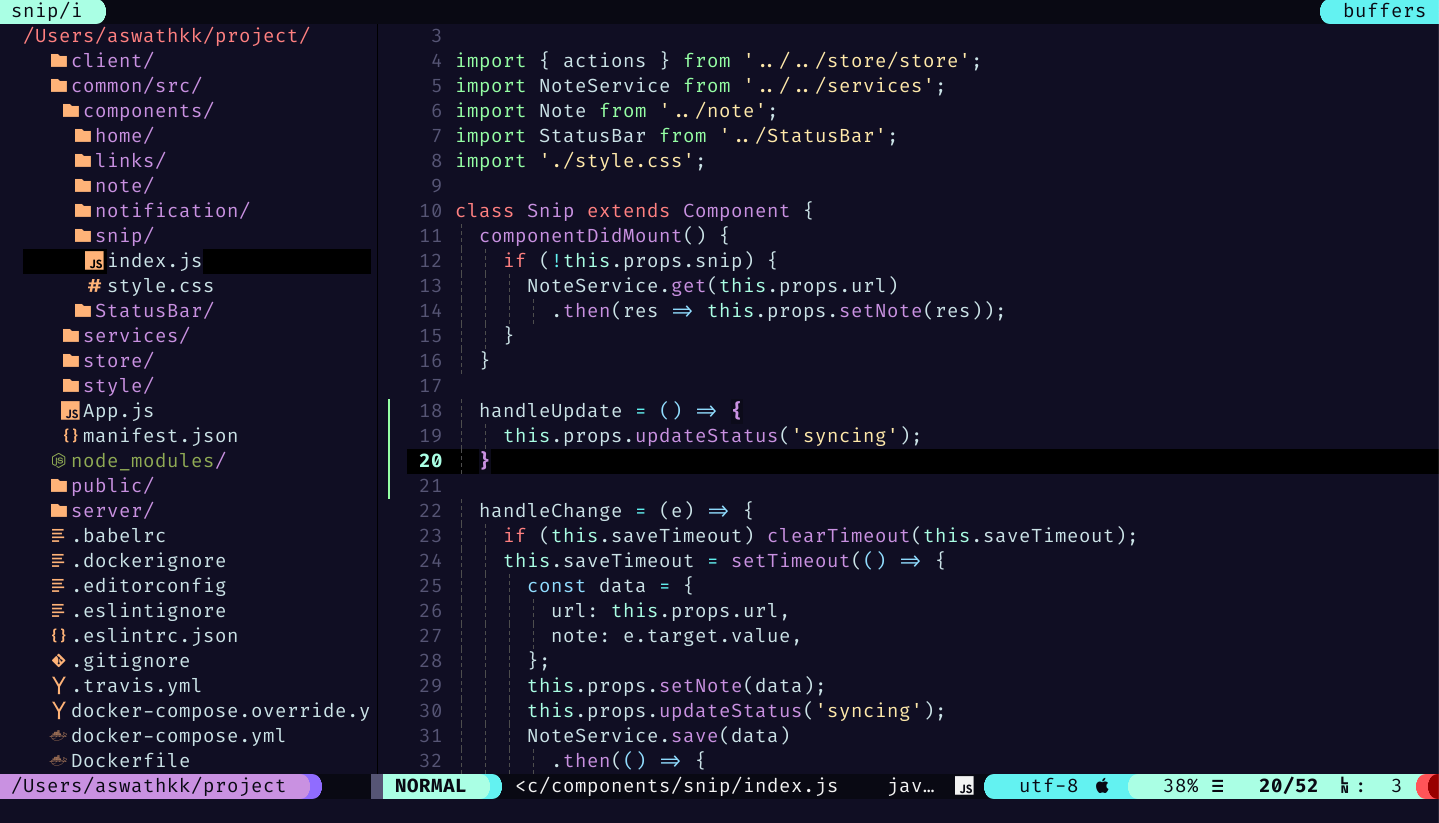 snip/i
buffers
/Users/aswathkk/project/
client/
common/src/
components/
home/
links/
note/
notification/
snip/
JS index.js
# style.css
StatusBar/
services/
store/
style/
JS App.js
{} manifest.json
node_modules/
public/
server/
.babelrc
.dockerignore
.editorconfig
.eslintignore
{} .eslintrc.json
.gitignore
.travis.yml
docker-compose.override.y
docker-compose.yml
Dockerfile
3
4 import { actions } from '../../store/store';
5 import NoteService from '../../services';
6 import Note from '../note';
7 import StatusBar from '../StatusBar';
8 import './style.css';
9
10 class Snip extends Component {
11 componentDidMount() {
12 if (!this.props.snip) {
13 NoteService.get(this.props.url)
14 .then(res => this.props.setNote(res));
15 }
16 }
17
18 handleUpdate = () => {
19 this.props.updateStatus('syncing');
20 }
21
22 handleChange = (e) => {
23 if (this.saveTimeout) clearTimeout(this.saveTimeout);
24 this.saveTimeout = setTimeout(() => {
25 const data = {
26 url: this.props.url,
27 note: e.target.value,
28 };
29 this.props.setNote(data);
30 this.props.updateStatus('syncing');
31 NoteService.save(data)
32 .then(() => {
/Users/aswathkk/project
NORMAL <c/components/snip/index.js jav… JS utf-8 38% ☰ 20/52 ㏑: 3